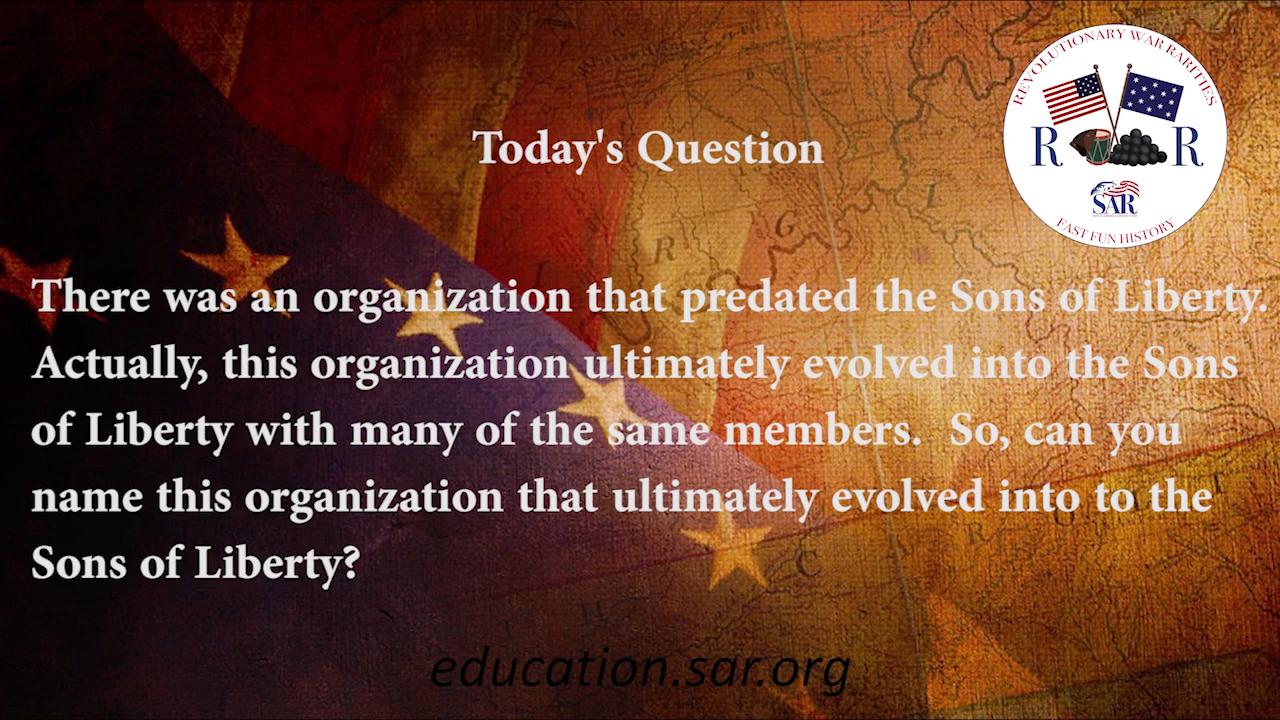 REVOLUTIONARY WAR RARITIES
R R
SAR
FAST FUN HISTORY
Today's Question
There was an organization that predated the Sons of Liberty.
Actually, this organization ultimately evolved into the Sons
of Liberty with many of the same members.  So, can you
name this organization that ultimately evolved into to the
Sons of Liberty?
education.sar.org